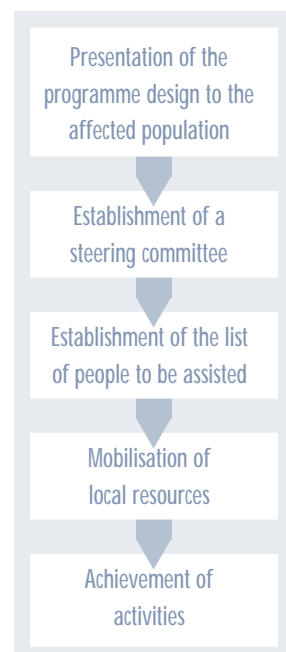 Presentation of the
programme design to the
affected population
Establishment of a
steering committee
Establishment of the list
of people to be assisted
Mobilisation of
local resources
Achievement of
activities